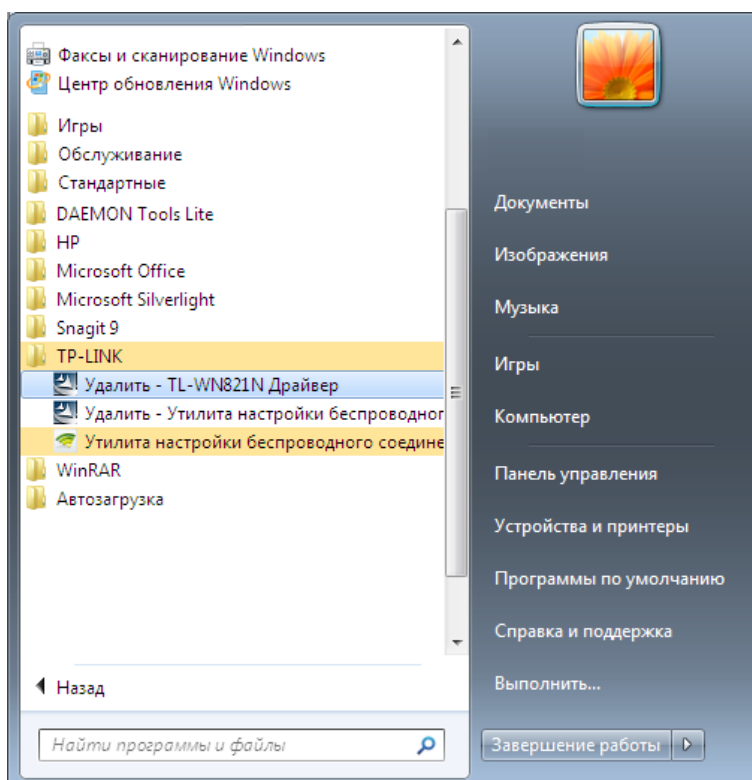 Факсы и сканирование Windows
Центр обновления Windows
Игры
Обслуживание
Стандартные
DAEMON Tools Lite
HP
Microsoft Office
Microsoft Silverlight
Snagit 9
TP-LINK
Удалить - TL-WN821N Драйвер
Удалить - Утилита настройки беспроводног
Утилита настройки беспроводного соедине
WinRAR
Автозагрузка
Назад
Найти программы и файлы
Документы
Изображения
Музыка
Игры
Компьютер
Панель управления
Устройства и принтеры
Программы по умолчанию
Справка и поддержка
Выполнить...
Завершение работы